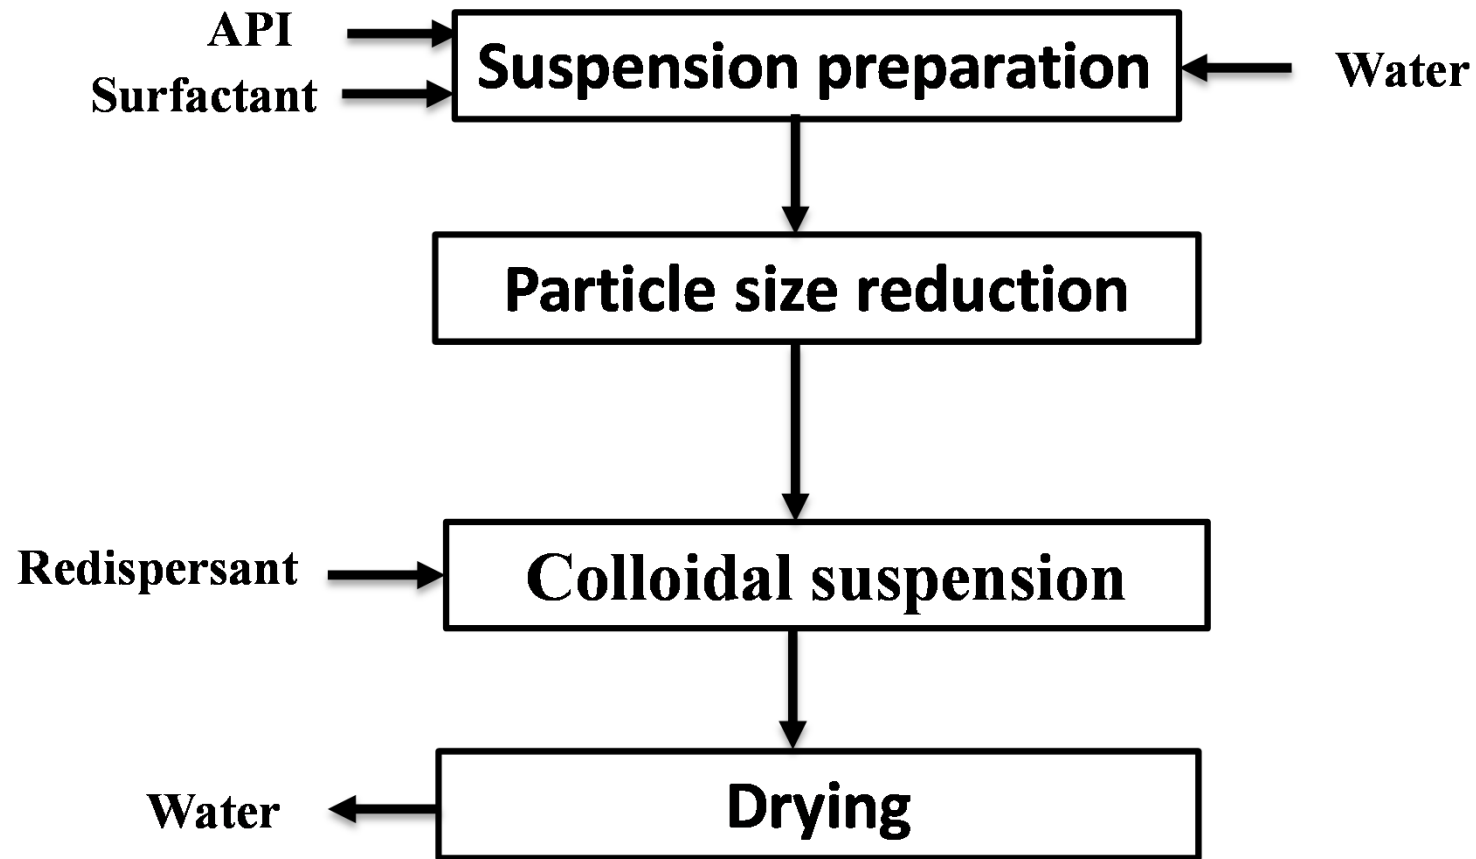 API
Surfactant
Suspension preparation
Water
Particle size reduction
Redispersant
Colloidal suspension
Water
Drying